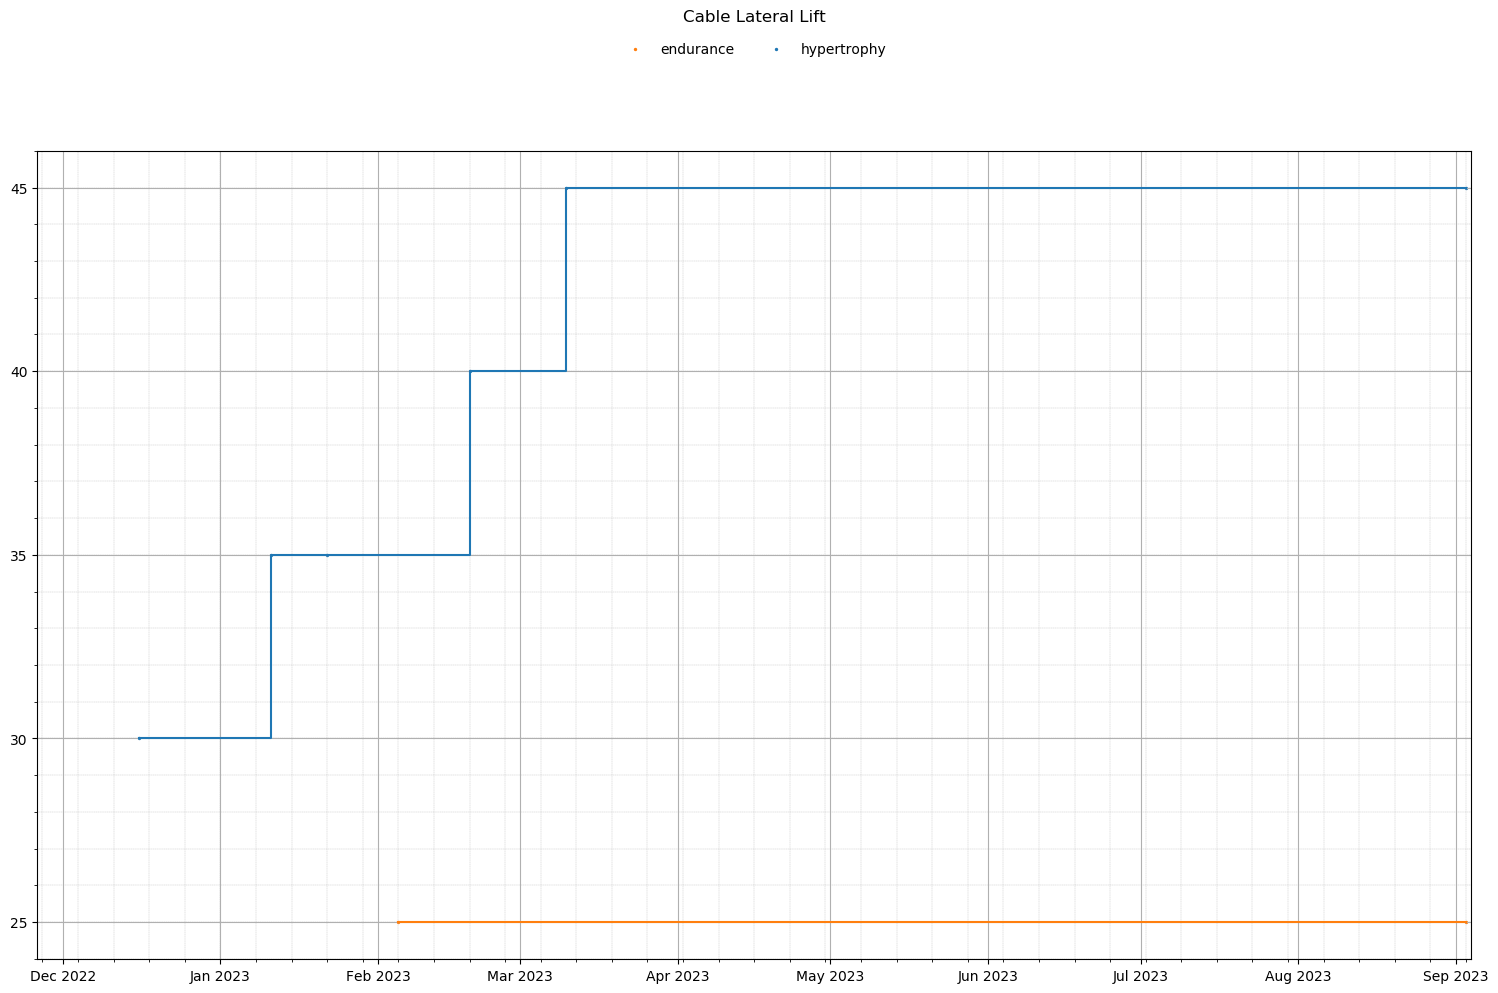 Cable Lateral Lift
endurance hypertrophy
45
40
35
30
25
Dec 2022 Jan 2023 Feb 2023 Mar 2023 Apr 2023 May 2023 Jun 2023 Jul 2023 Aug 2023 Sep 2023